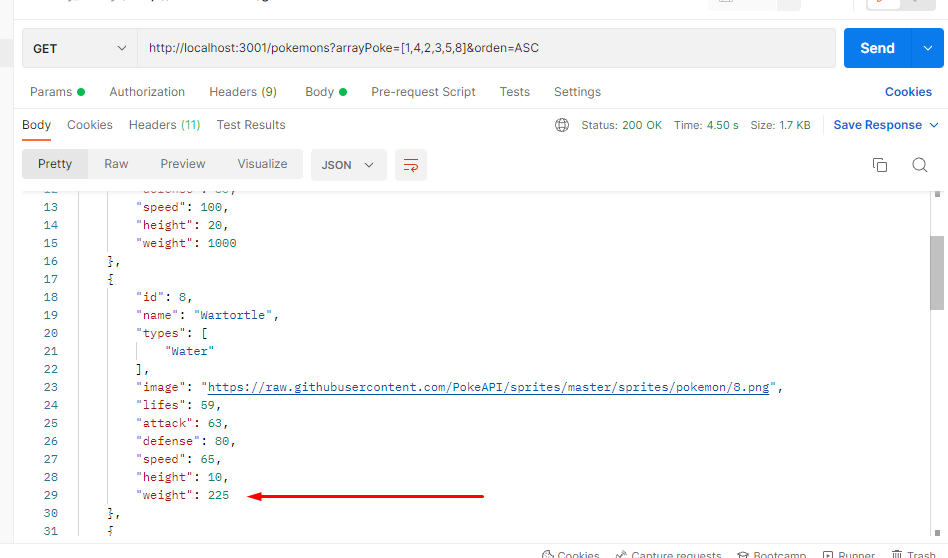 GET
http://localhost:3001/pokemons?arrayPoke=[1,4,2,3,5,8]&orden=ASC
Send
Params
Authorization
Headers (9)
Body
Pre-request Script
Tests
Settings
Cookies
Body
Cookies
Headers (11)
Test Results
Status: 200 OK
Time: 4.50 s
Size: 1.7 KB
Save Response
Pretty
Raw
Preview
Visualize
JSON
13 "speed": 100,
14 "height": 20,
15 "weight": 1000
16 },
17 {
18 "id": 8,
19 "name": "Wartortle",
20 "types": [
21 "Water"
22 ],
23 "image": "https://raw.githubusercontent.com/PokeAPI/sprites/master/sprites/pokemon/8.png",
24 "lifes": 59,
25 "attack": 63,
26 "defense": 80,
27 "speed": 65,
28 "height": 10,
29 "weight": 225
30 },
31 {
Cookies
Capture requests
Bootcamp
Runner
Trash